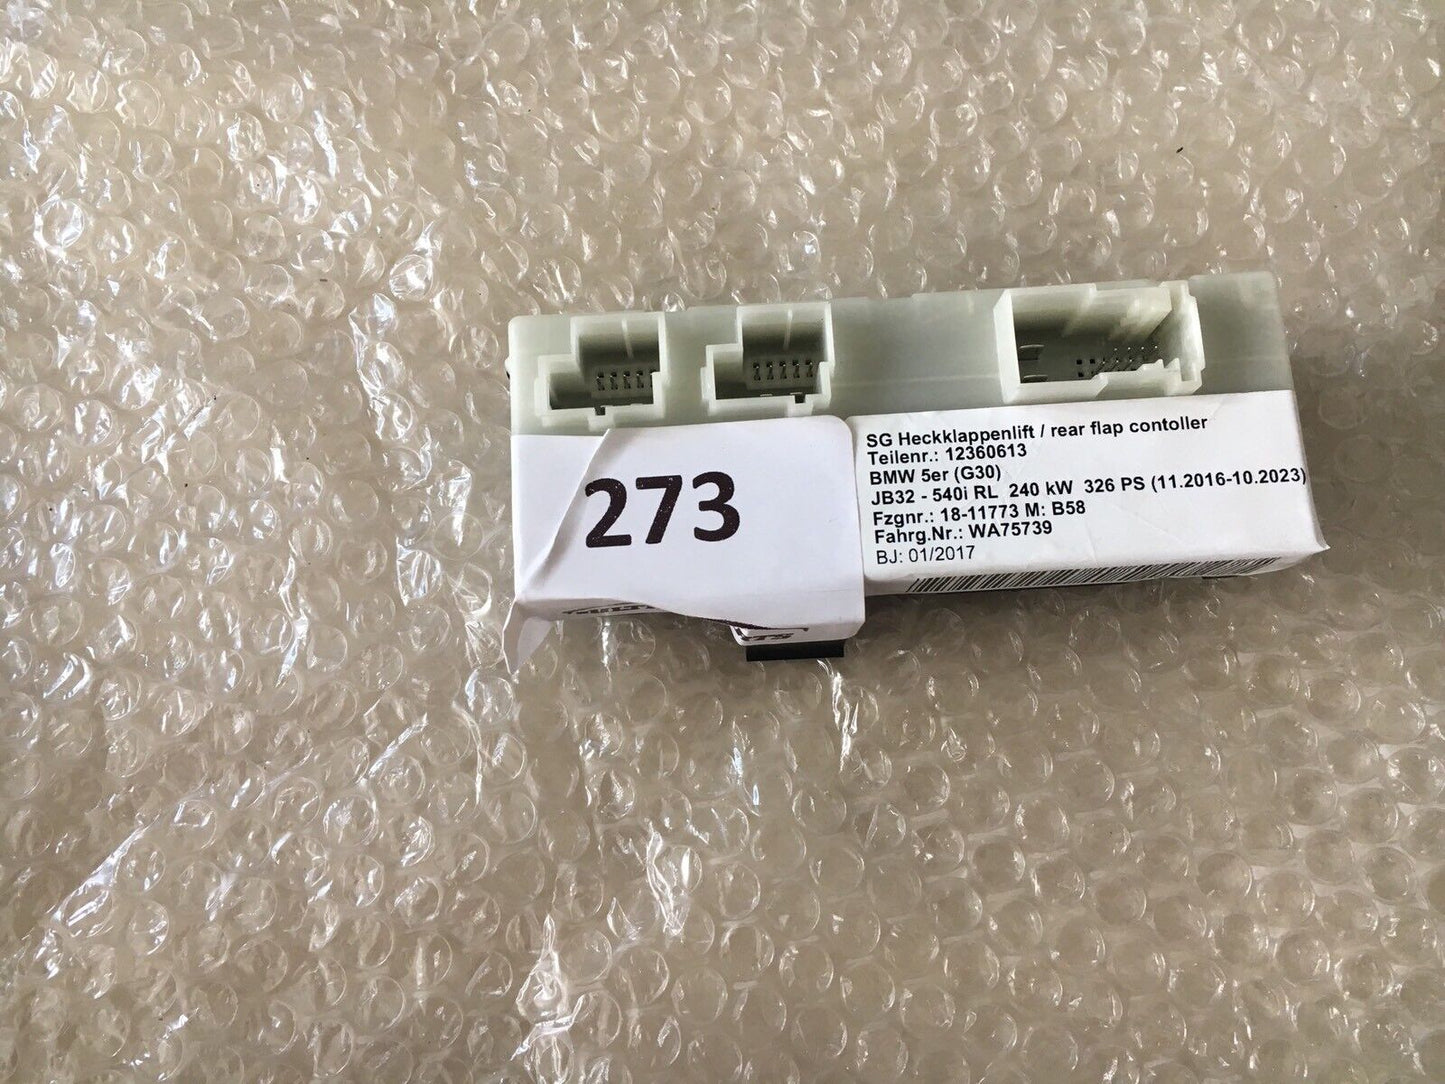 273
SG Heckklappenlift / rear flap contoller
Teilenr.: 12360613
BMW 5er (G30)
JB32 - 540i RL 240 kW 326 PS (11.2016-10.2023)
Fzgnr.: 18-11773 M: B58
Fahrg.Nr.: WA75739
BJ: 01/2017